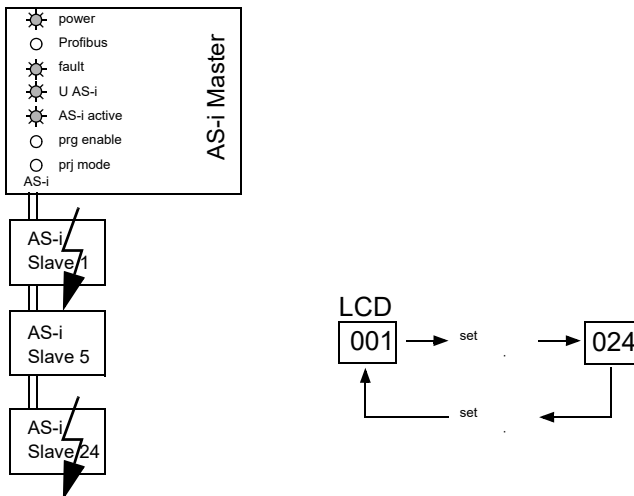 power
Profibus
fault
U AS-i
AS-i active
prg enable
prj mode
AS-i
AS-i Master
AS-i
Slave 1
AS-i
Slave 5
AS-i
Slave 24
LCD
001
set
.
024
set
.